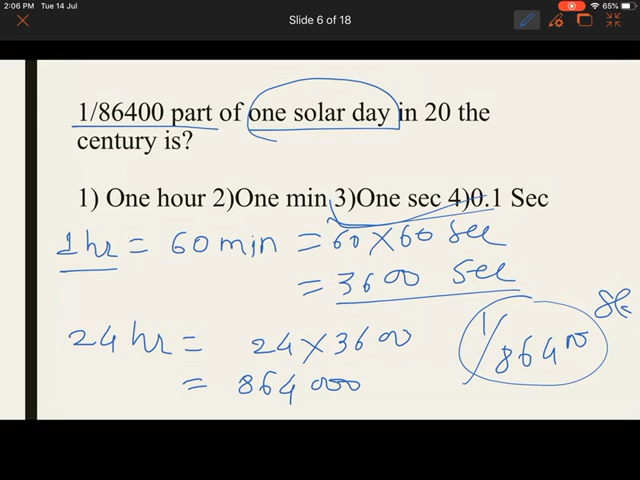 2:06 PM Tue 14 Jul
65%
Slide 6 of 18
1/86400 part of one solar day in 20 the
century is?
1) One hour 2)One min 3)One sec 4)0.1 Sec
1 hr = 60 min = 60 × 60 sec
= 3600 sec
24 hr = 24 × 3600
= 864000
1/86400